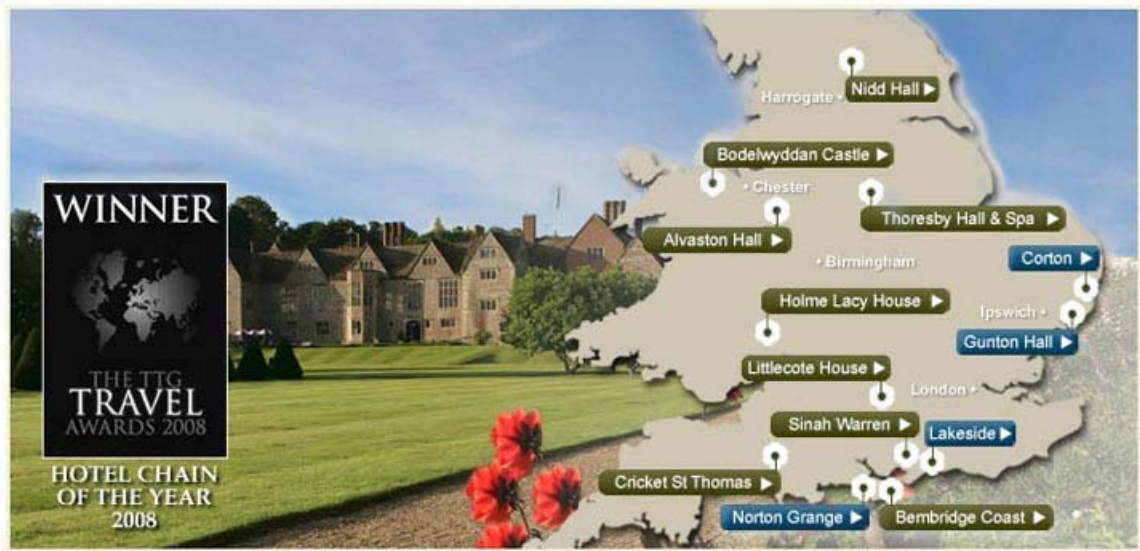 WINNER
THE TTG
TRAVEL
AWARDS 2008
HOTEL CHAIN
OF THE YEAR
2008
Nidd Hall
Harrogate
Bodelwyddan Castle
Chester
Thoresby Hall & Spa
Alvaston Hall
Corton
Birmingham
Holme Lacy House
Ipswich
Gunton Hall
Littlecote House
London
Sinah Warren
Lakeside
Cricket St Thomas
Norton Grange
Bembridge Coast